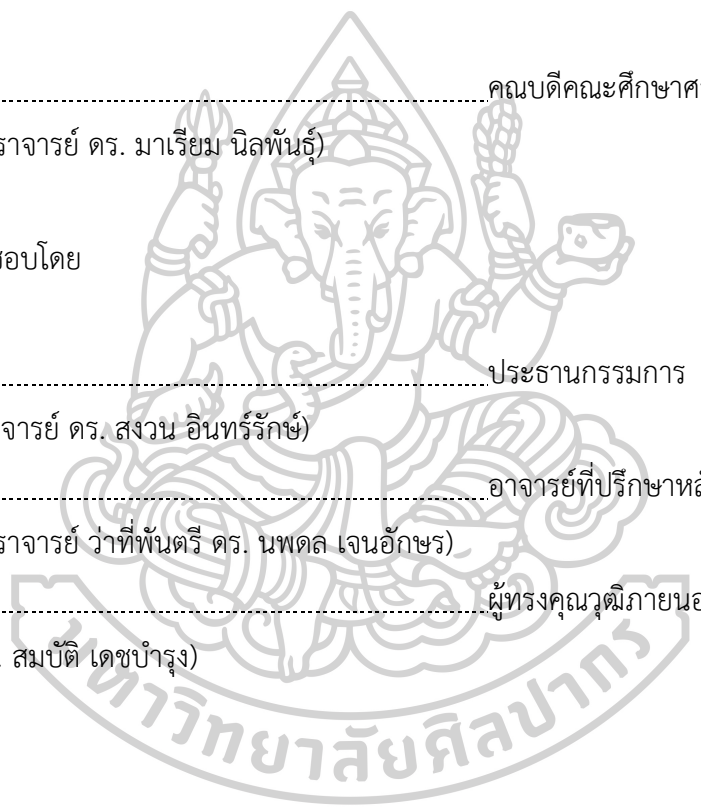 คณบดีคณะศึกษาศ
ราจารย์ ดร. มาเรียม นิลพันธุ์)
สอบโดย
ประธานกรรมการ
จารย์ ดร. สงวน อินทร์รักษ์)
อาจารย์ที่ปรึกษาหลั
ราจารย์ ว่าที่พันตรี ดร. นพดล เจนอักษร)
ผู้ทรงคุณวุฒิภายนอ
. สมบัติ เดชบำรุง)
มหาวิทยาลัยศิลปากร